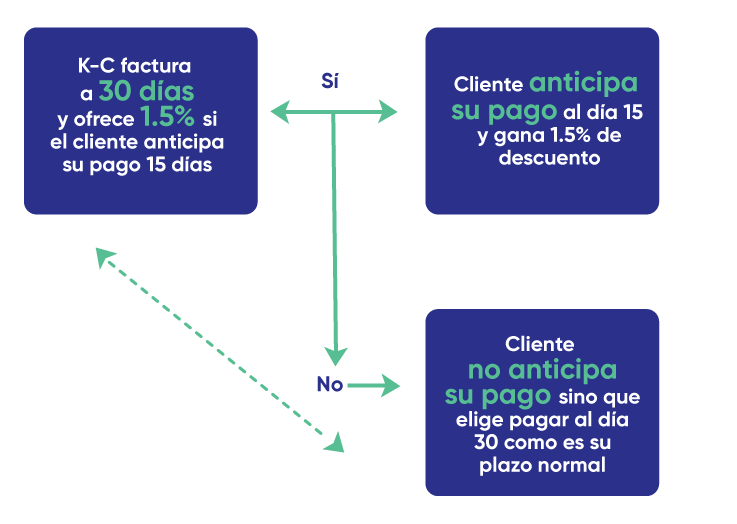 K-C factura
a 30 días
y ofrece 1.5% si
el cliente anticipa
su pago 15 días
Sí
Cliente anticipa
su pago al día 15
y gana 1.5% de
descuento
No
Cliente
no anticipa
su pago sino que
elige pagar al día
30 como es su
plazo normal